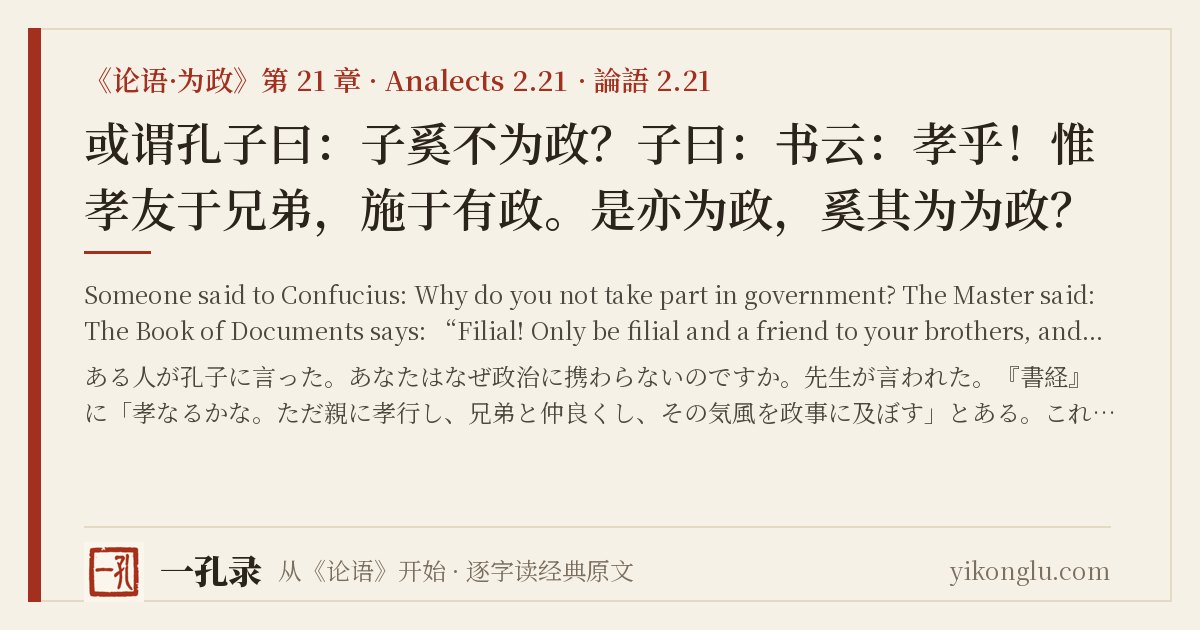 《论语·为政》第 21 章 · Analects 2.21 · 論語 2.21
或谓孔子曰：子奚不为政？子曰：书云：孝乎！惟
孝友于兄弟，施于有政。是亦为政，奚其为为政？
Someone said to Confucius: Why do you not take part in government? The Master said:
The Book of Documents says: “Filial! Only be filial and a friend to your brothers, and…
ある人が孔子に言った。あなたはなぜ政治に携わらないのですか。先生が言われた。『書経』
に「孝なるかな。ただ親に孝行し、兄弟と仲良くし、その気風を政事に及ぼす」とある。これ…
一孔
一孔录 从《论语》开始 · 逐字读经典原文 yikonglu.com